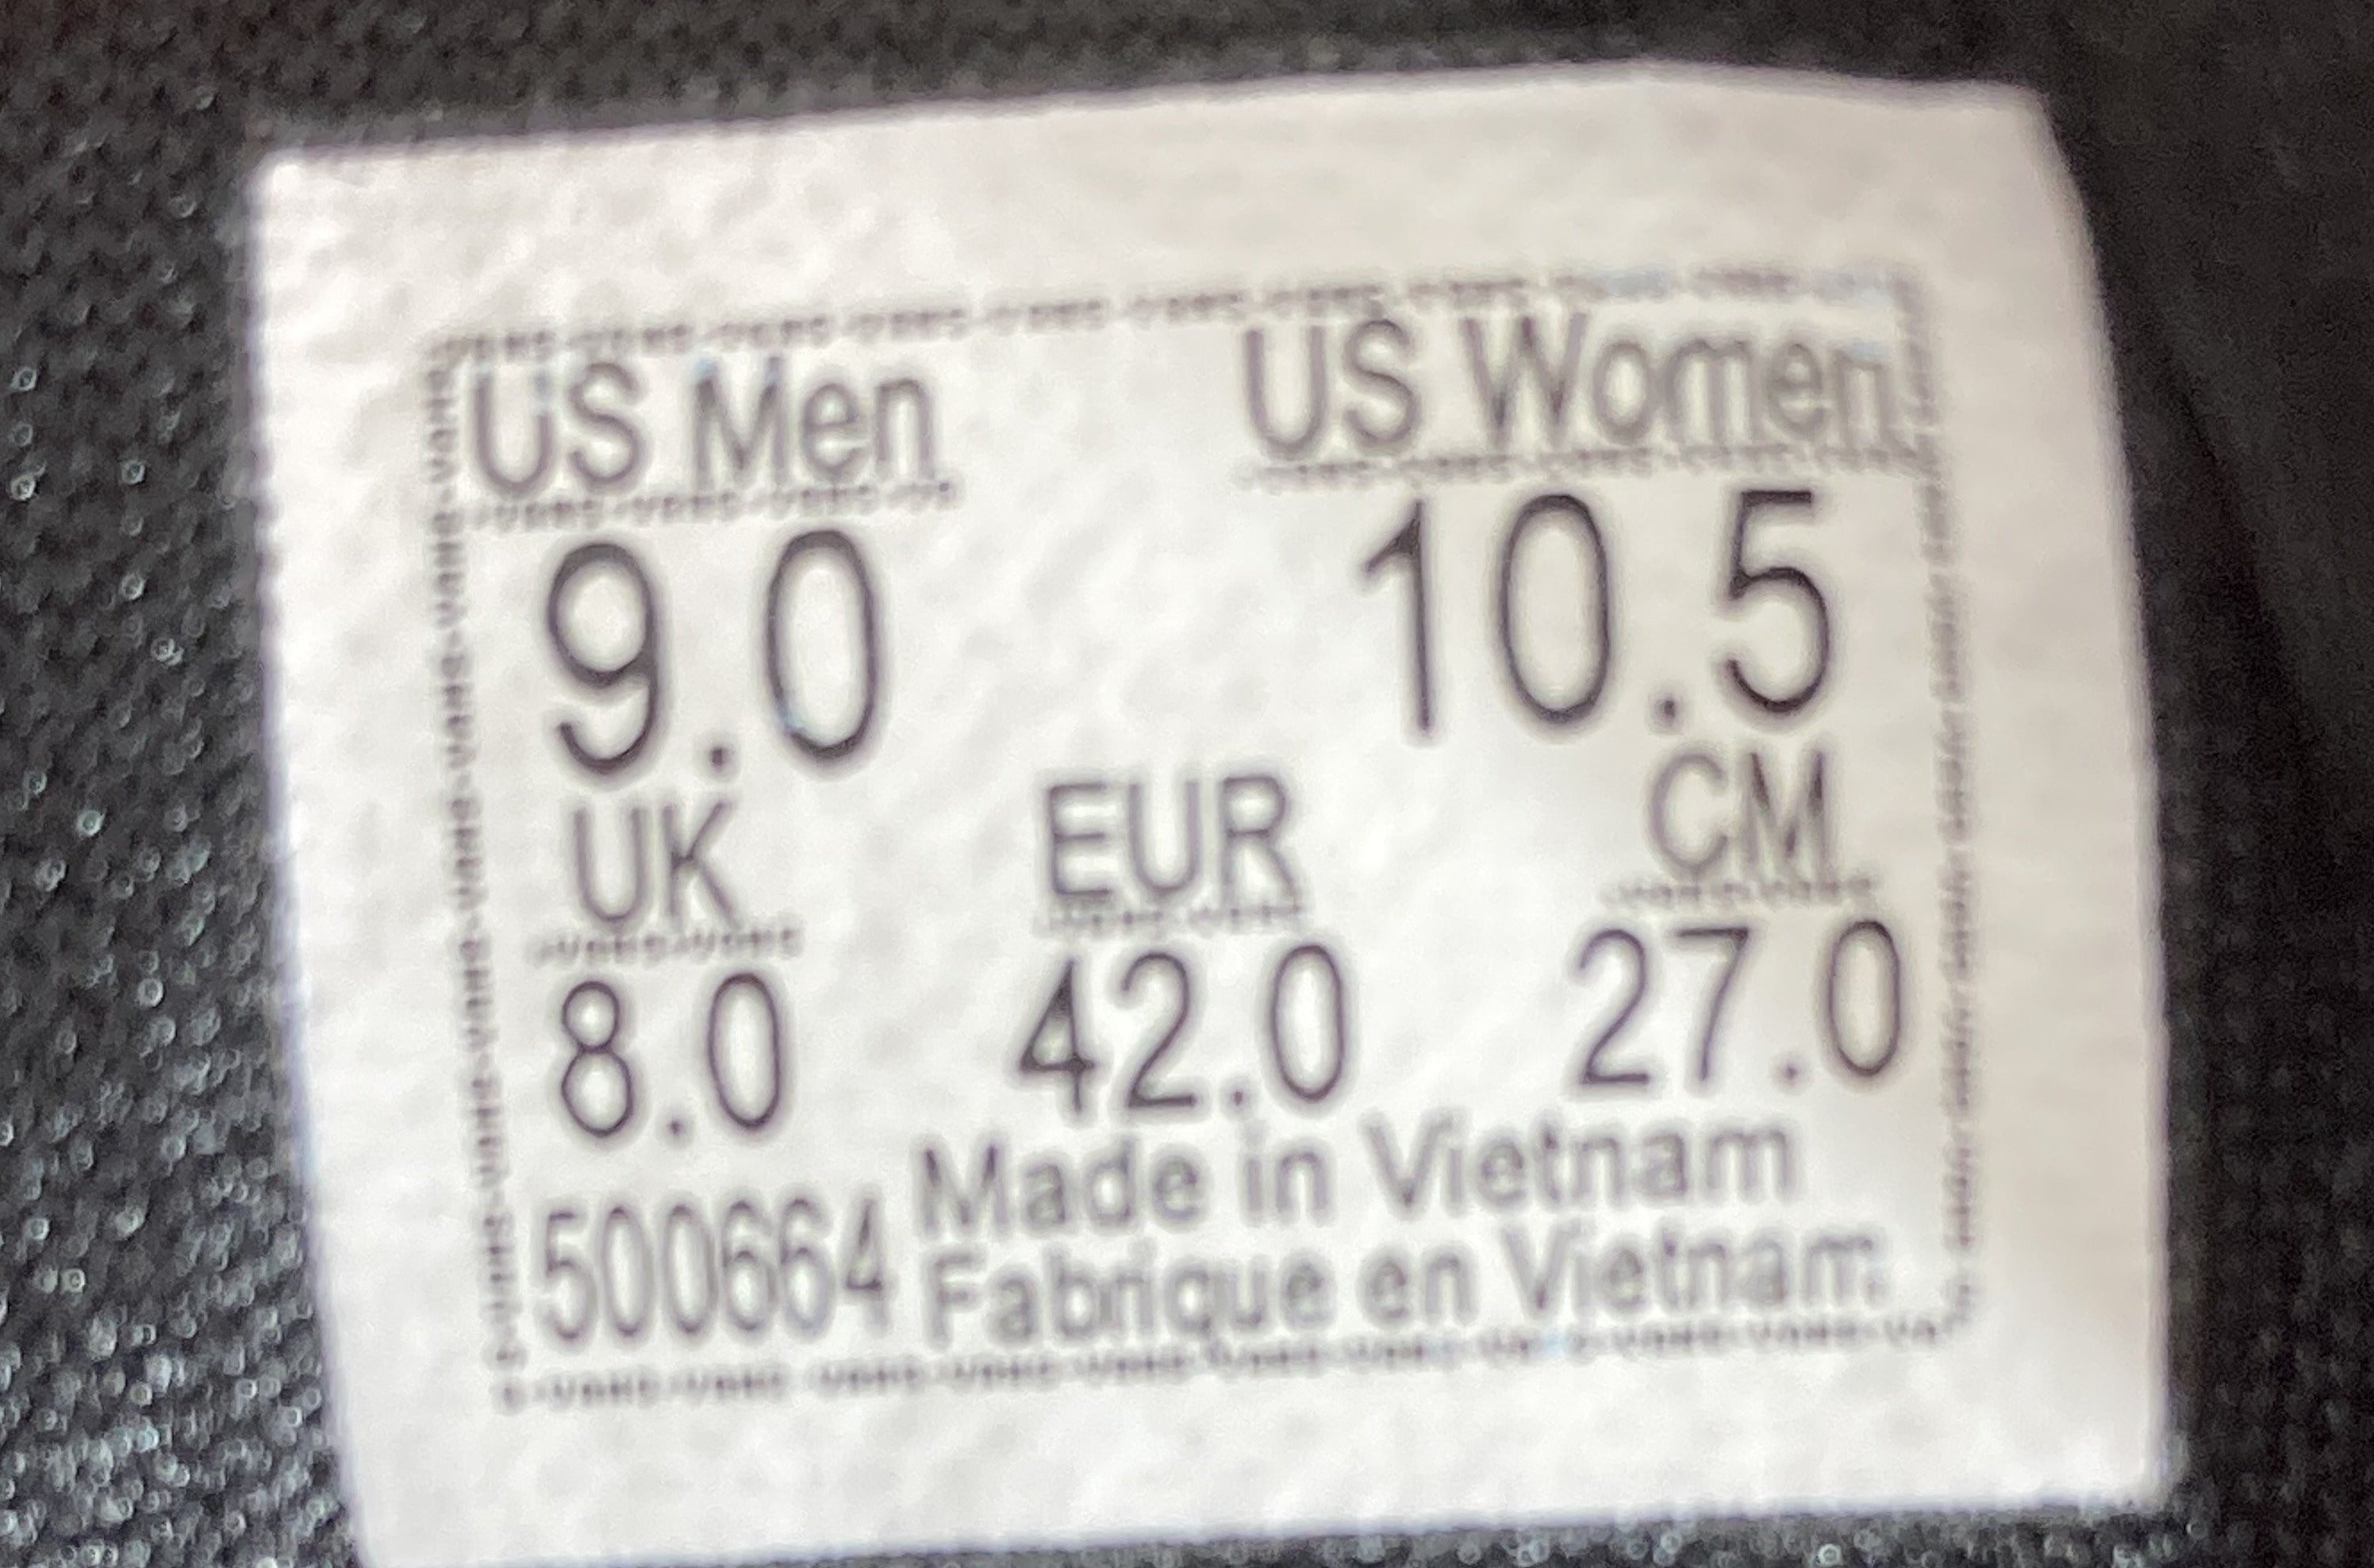 US Men US Women
9.0 10.5
UK EUR CM
8.0 42.0 27.0
500664 Made in Vietnam
Fabrique en Vietnam